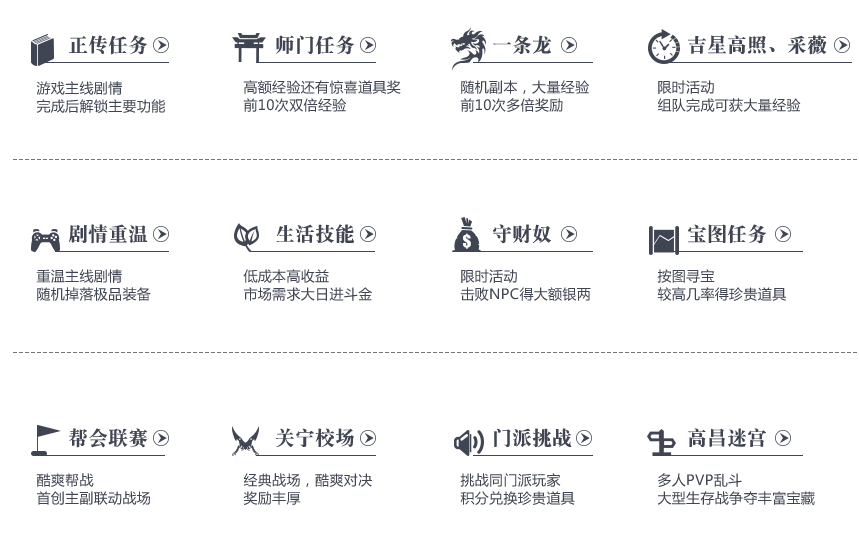 正传任务
游戏主线剧情
完成后解锁主要功能
师门任务
高额经验还有惊喜道具奖
前10次双倍经验
一条龙
随机副本，大量经验
前10次多倍奖励
吉星高照、采薇
限时活动
组队完成可获大量经验
剧情重温
重温主线剧情
随机掉落极品装备
生活技能
低成本高收益
市场需求大日进斗金
守财奴
限时活动
击败NPC得大额银两
宝图任务
按图寻宝
较高几率得珍贵道具
帮会联赛
酷爽帮战
首创主副联动战场
关宁校场
经典战场，酷爽对决
奖励丰厚
门派挑战
挑战同门派玩家
积分兑换珍贵道具
高昌迷宫
多人PVP乱斗
大型生存战争夺丰富宝藏